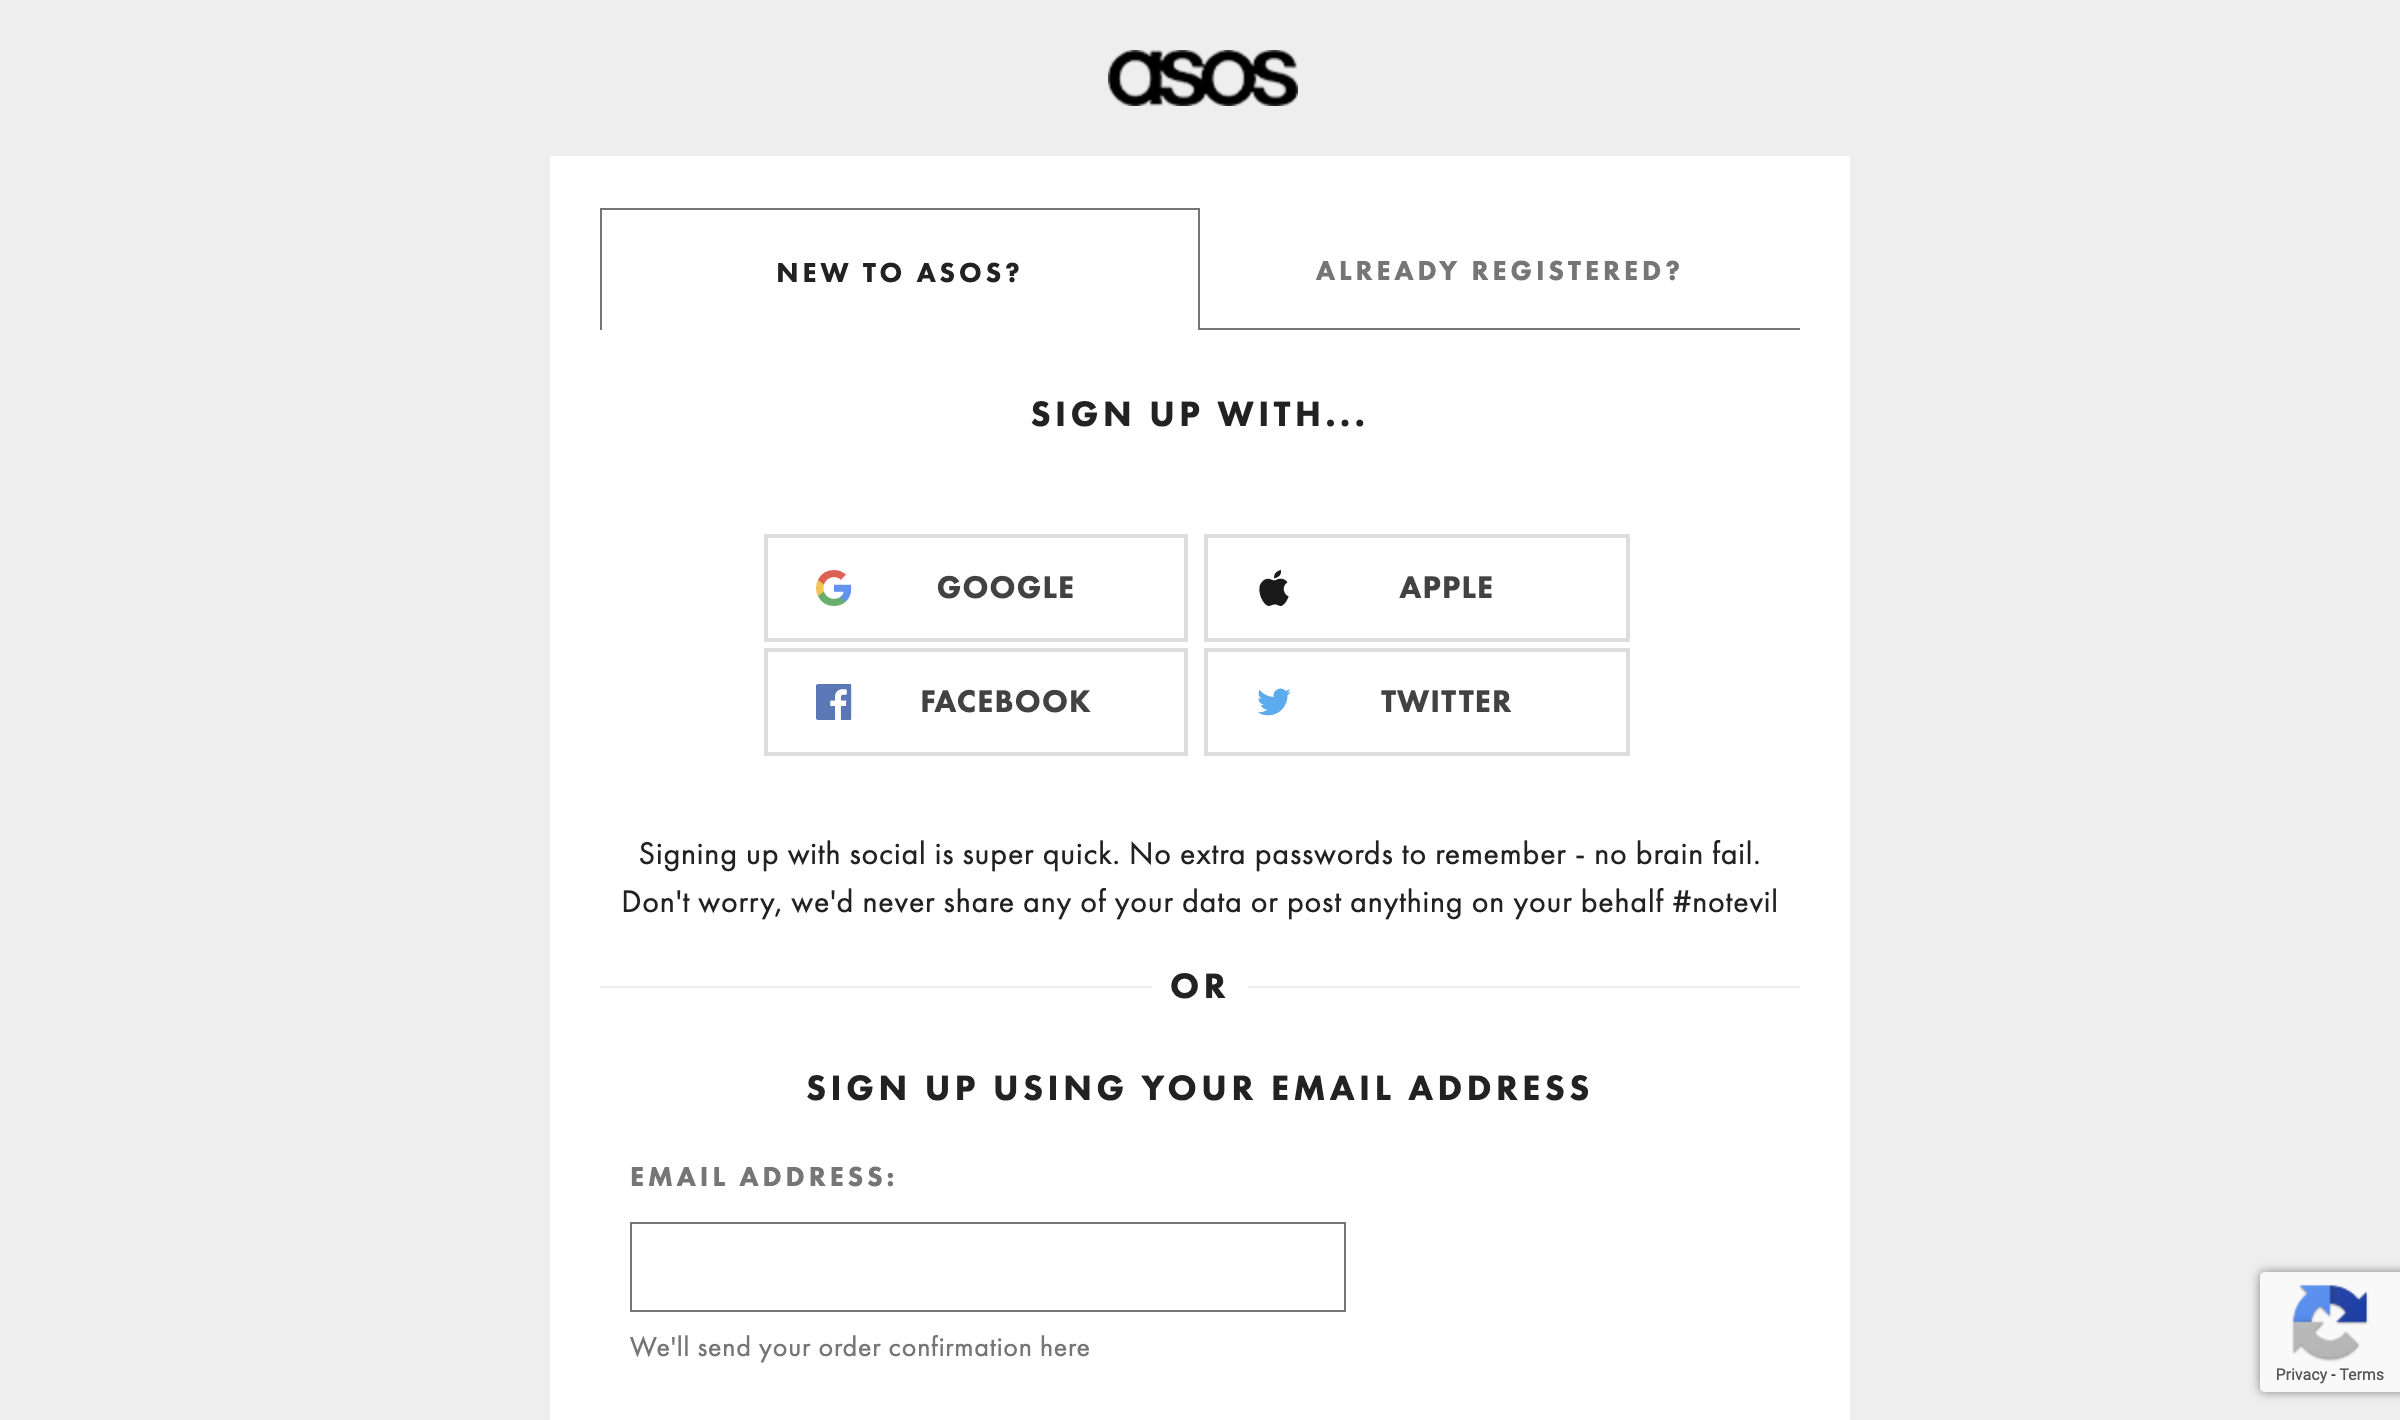 asos
NEW TO ASOS?
ALREADY REGISTERED?
SIGN UP WITH...
GOOGLE
APPLE
FACEBOOK
TWITTER
Signing up with social is super quick. No extra passwords to remember - no brain fail.
Don't worry, we'd never share any of your data or post anything on your behalf #notevil
OR
SIGN UP USING YOUR EMAIL ADDRESS
EMAIL ADDRESS:
We'll send your order confirmation here
Privacy - Terms